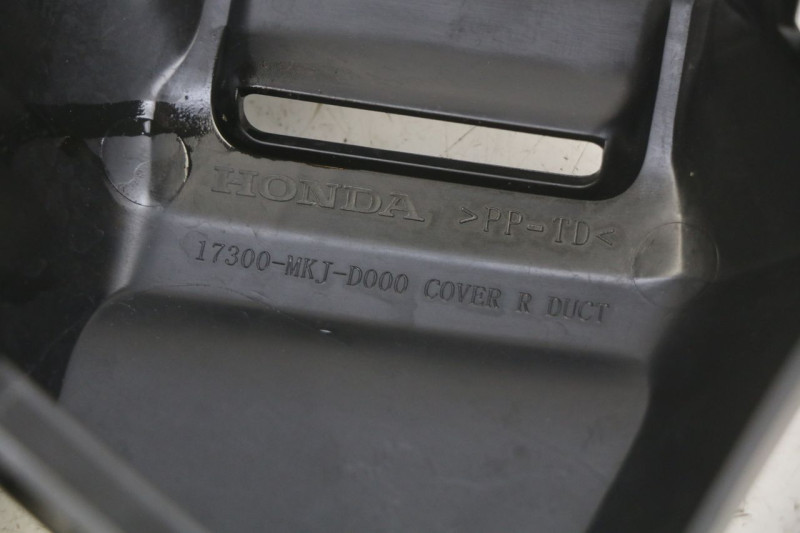 HONDA >PP-TD<
17300-MKJ-D000 COVER R DUCT